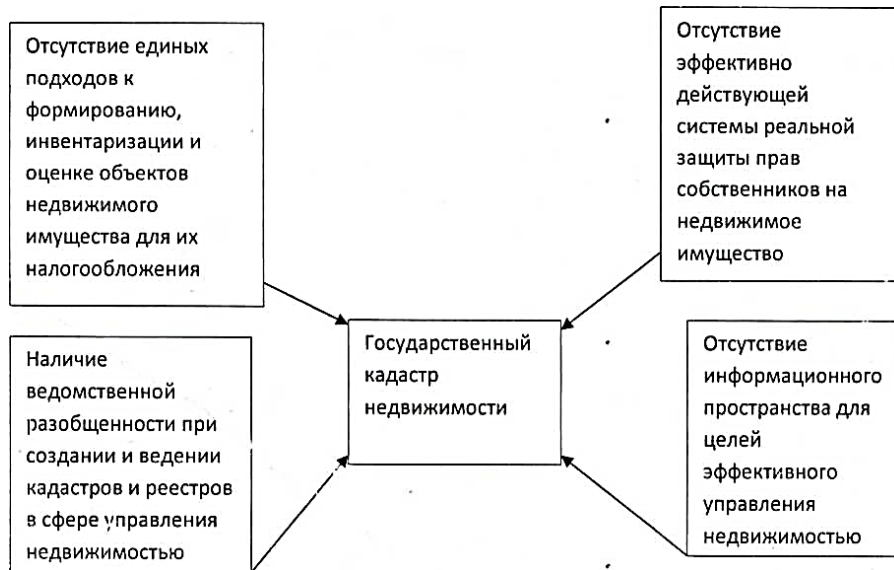 Отсутствие единых
подходов к
формированию,
инвентаризации и
оценке объектов
недвижимого
имущества для их
налогообложения
Отсутствие
эффективно
действующей
системы реальной
защиты прав
собственников на
недвижимое
имущество
Государственный
кадастр
недвижимости
Наличие
ведомственной
разобщенности при
создании и ведении
кадастров и реестров
в сфере управления
недвижимостью
Отсутствие
информационного
пространства для
целей
эффективного
управления
недвижимостью